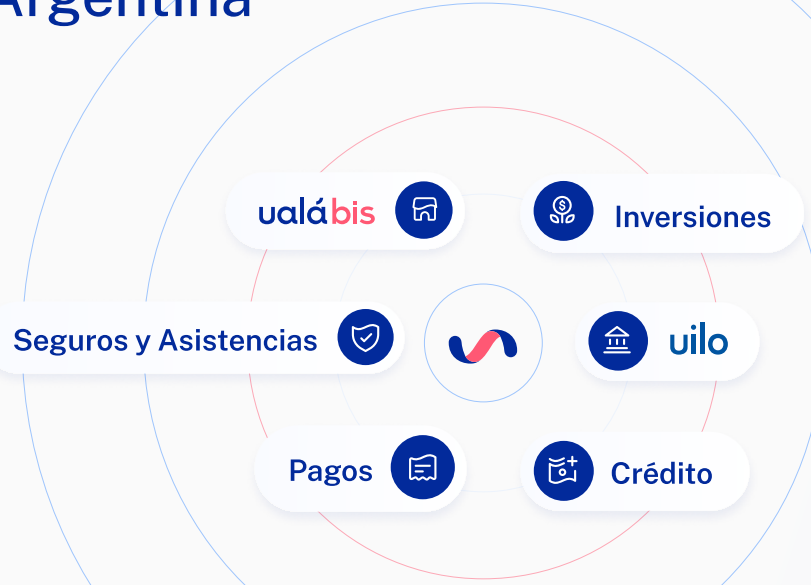 Argentina
ualábis
Inversiones
Seguros y Asistencias
uilo
Pagos
Crédito